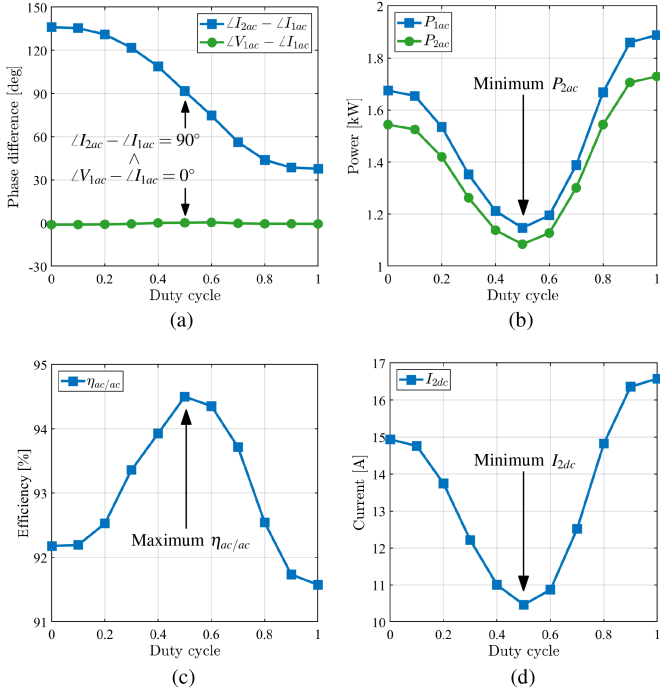 150
120
90
60
30
0
-30
Phase difference [deg]
∠I2ac − ∠I1ac
∠V1ac − ∠I1ac
∠I2ac − ∠I1ac = 90°
∧
∠V1ac − ∠I1ac = 0°
0 0.2 0.4 0.6 0.8 1
Duty cycle
(a)
2
1.8
1.6
1.4
1.2
1
Power [kW]
P1ac
P2ac
Minimum P2ac
0 0.2 0.4 0.6 0.8 1
Duty cycle
(b)
95
94
93
92
91
Efficiency [%]
ηac/ac
Maximum ηac/ac
0 0.2 0.4 0.6 0.8 1
Duty cycle
(c)
17
16
15
14
13
12
11
10
Current [A]
I2dc
Minimum I2dc
0 0.2 0.4 0.6 0.8 1
Duty cycle
(d)